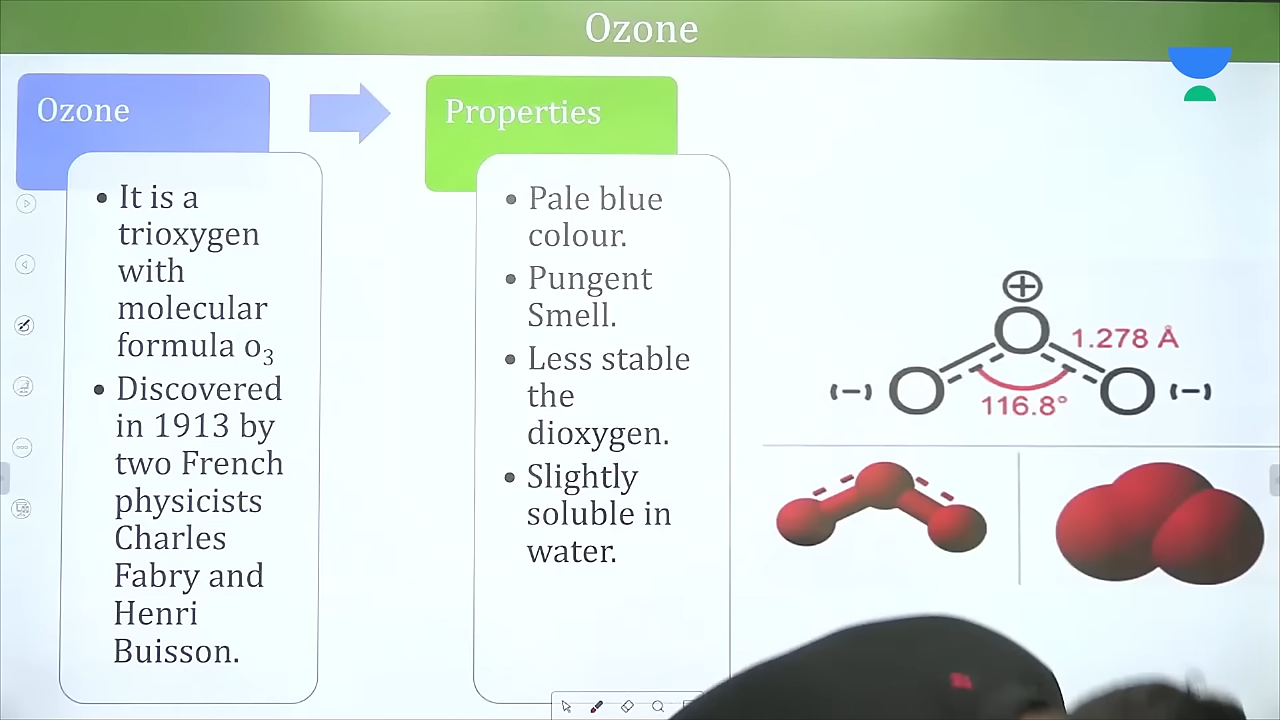 Ozone
Ozone
• It is a
trioxygen
with
molecular
formula o₃
• Discovered
in 1913 by
two French
physicists
Charles
Fabry and
Henri
Buisson.
Properties
• Pale blue
colour.
• Pungent
Smell.
• Less stable
the
dioxygen.
• Slightly
soluble in
water.
+
O
1.278 Å
(−) O O (−)
116.8°